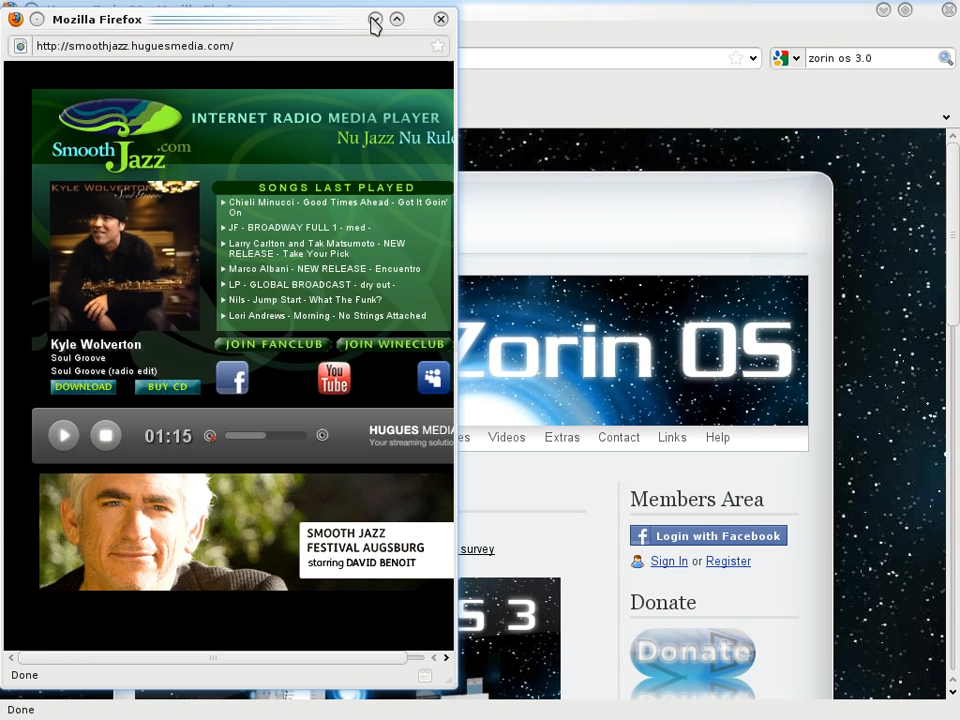 Mozilla Firefox
http://smoothjazz.huguesmedia.com/
zorin os 3.0
INTERNET RADIO MEDIA PLAYER
Nu Jazz Nu Rul
SmoothJazz.com
KYLE WOLVERTON
Soul Groove
SONGS LAST PLAYED
Chieli Minucci - Good Times Ahead - Got It Goin'
On
JF - BROADWAY FULL 1 - med -
Larry Carlton and Tak Matsumoto - NEW
RELEASE - Take Your Pick
Marco Albani - NEW RELEASE - Encuentro
LP - GLOBAL BROADCAST - dry out -
Nils - Jump Start - What The Funk?
Lori Andrews - Morning - No Strings Attached
Kyle Wolverton
Soul Groove
Soul Groove (radio edit)
DOWNLOAD
BUY CD
JOIN FANCLUB
JOIN WINECLUB
You
Tube
01:15
HUGUES MEDI
Your streaming soluti
SMOOTH JAZZ
FESTIVAL AUGSBURG
starring DAVID BENOIT
Done
Zorin OS
es Videos Extras Contact Links Help
survey
S 3
Members Area
Login with Facebook
Sign In or Register
Donate
Donate
Done